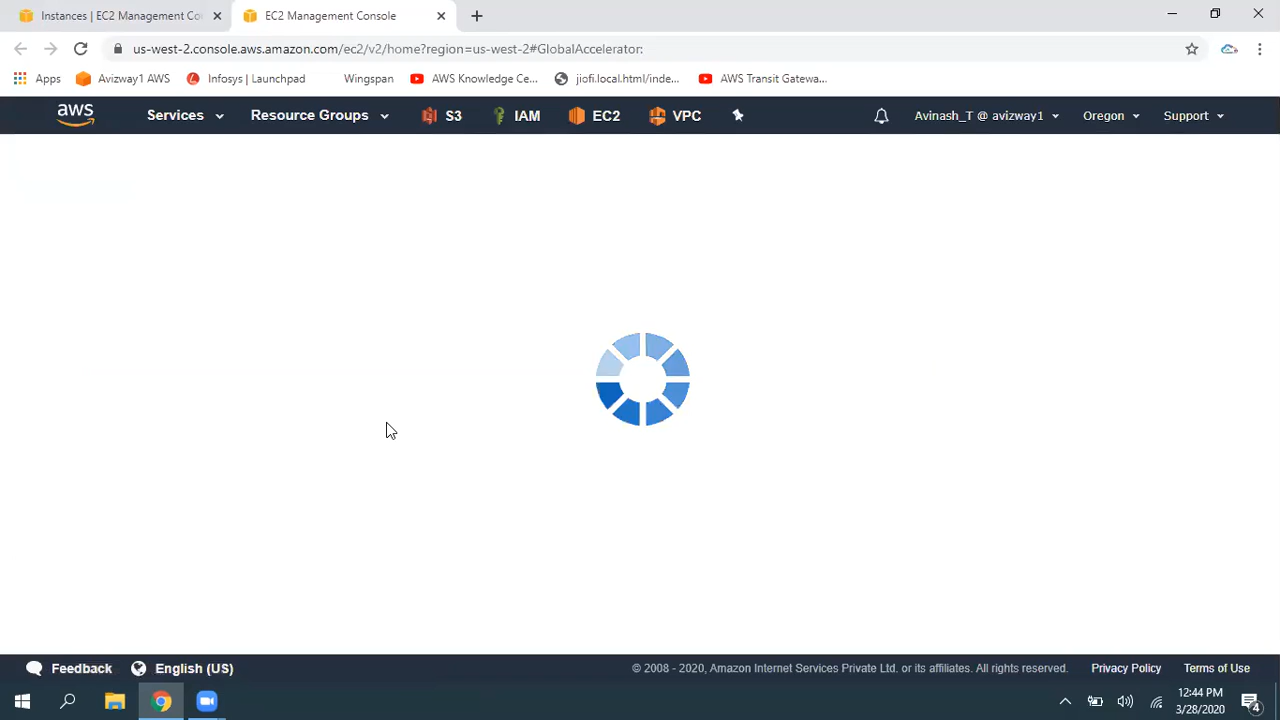 Instances | EC2 Management Co
EC2 Management Console
us-west-2.console.aws.amazon.com/ec2/v2/home?region=us-west-2#GlobalAccelerator:
Apps
Avizway1 AWS
Infosys | Launchpad
Wingspan
AWS Knowledge Ce...
jiofi.local.html/inde...
AWS Transit Gatewa...
aws
Services
Resource Groups
S3
IAM
EC2
VPC
Avinash_T @ avizway1
Oregon
Support
Feedback
English (US)
© 2008 - 2020, Amazon Internet Services Private Ltd. or its affiliates. All rights reserved.
Privacy Policy
Terms of Use
12:44 PM
3/28/2020
4